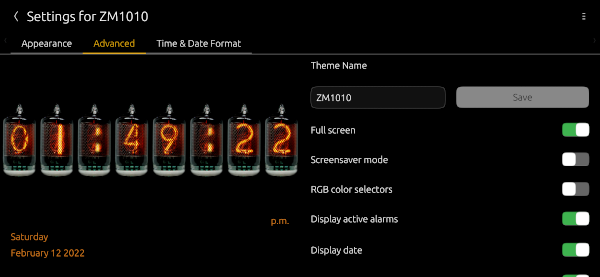 Settings for ZM1010
Appearance
Advanced
Time & Date Format
01:49:22
p.m.
Saturday
February 12 2022
Theme Name
ZM1010
Save
Full screen
Screensaver mode
RGB color selectors
Display active alarms
Display date